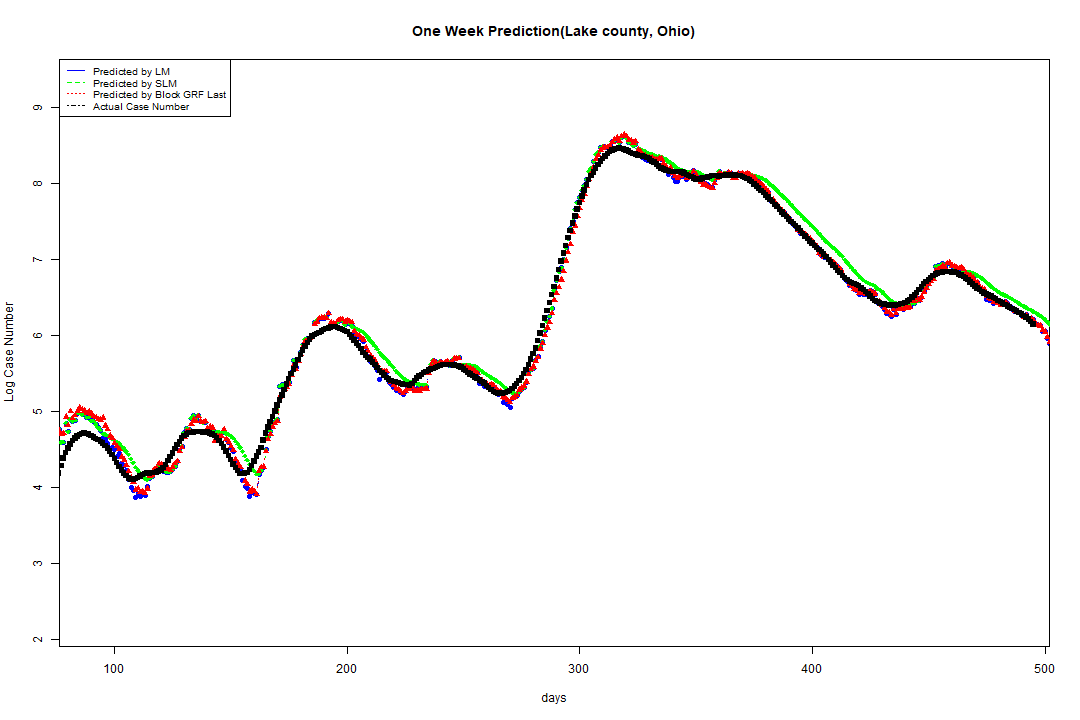 One Week Prediction(Lake county, Ohio)
Predicted by LM
Predicted by SLM
Predicted by Block GRF Last
Actual Case Number
9
8
7
6
5
4
3
2
Log Case Number
100 200 300 400 500
days